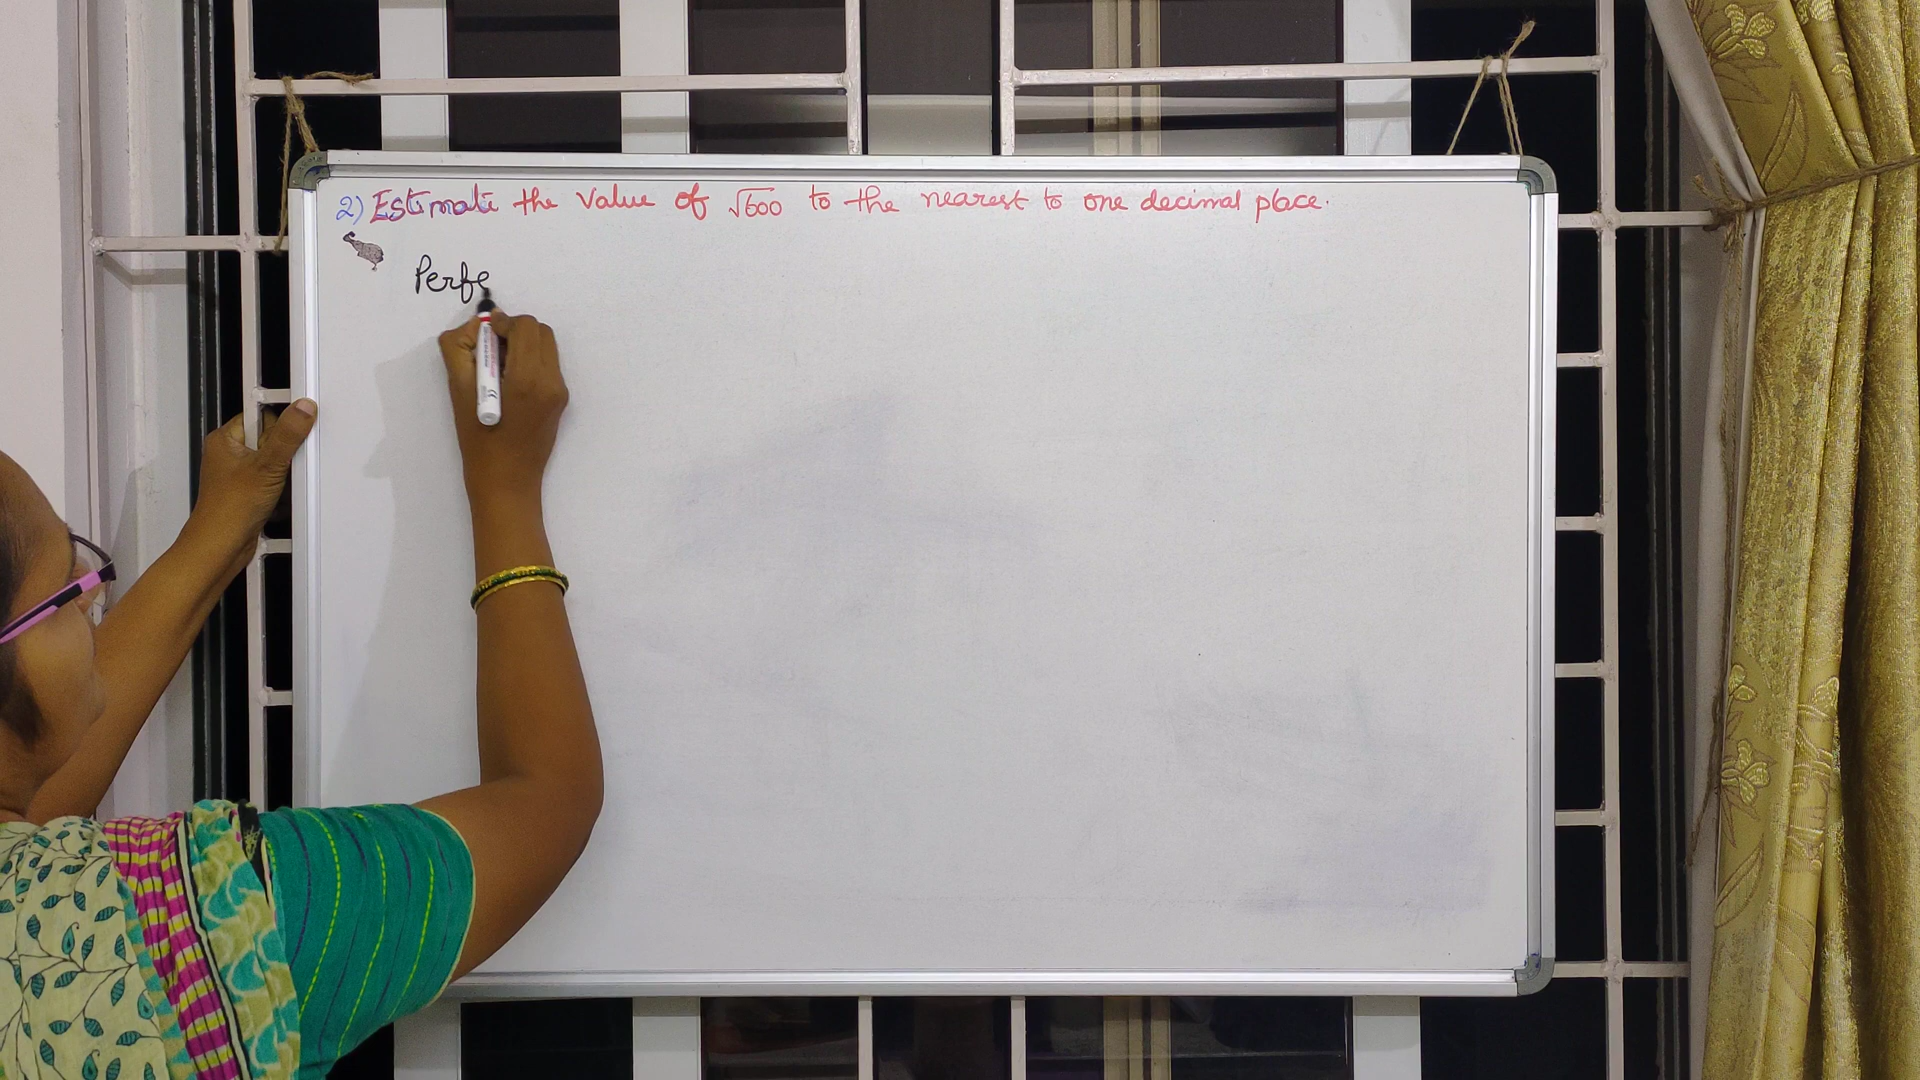 2) Estimate the value of √600 to the nearest to one decimal place.
Perfe